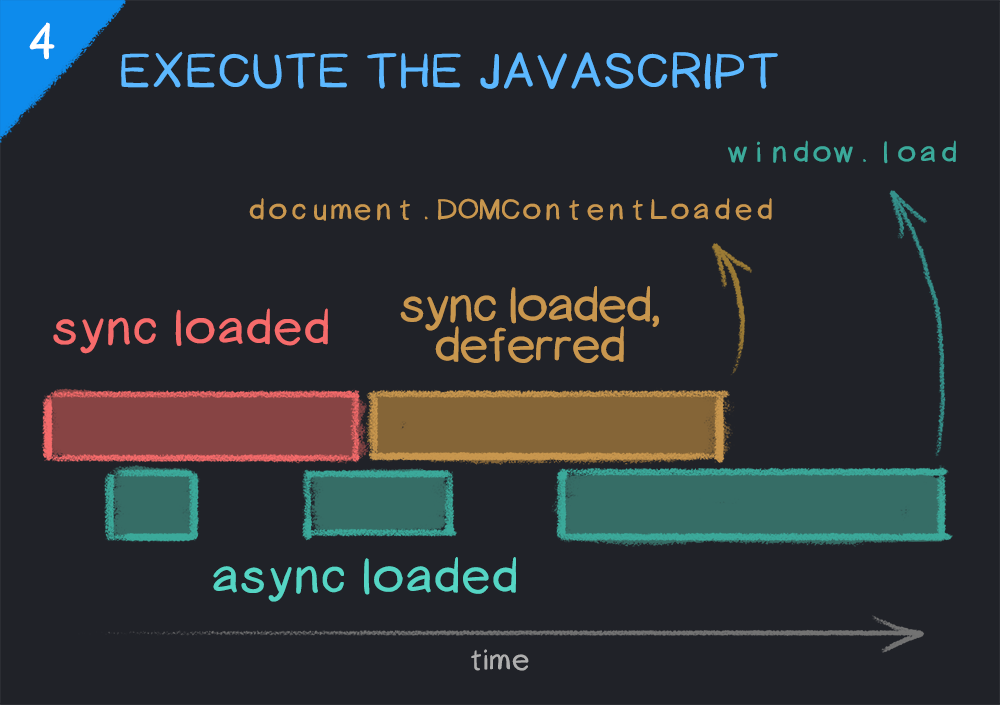 4
EXECUTE THE JAVASCRIPT
window.load
document.DOMContentLoaded
sync loaded
sync loaded,
deferred
async loaded
time